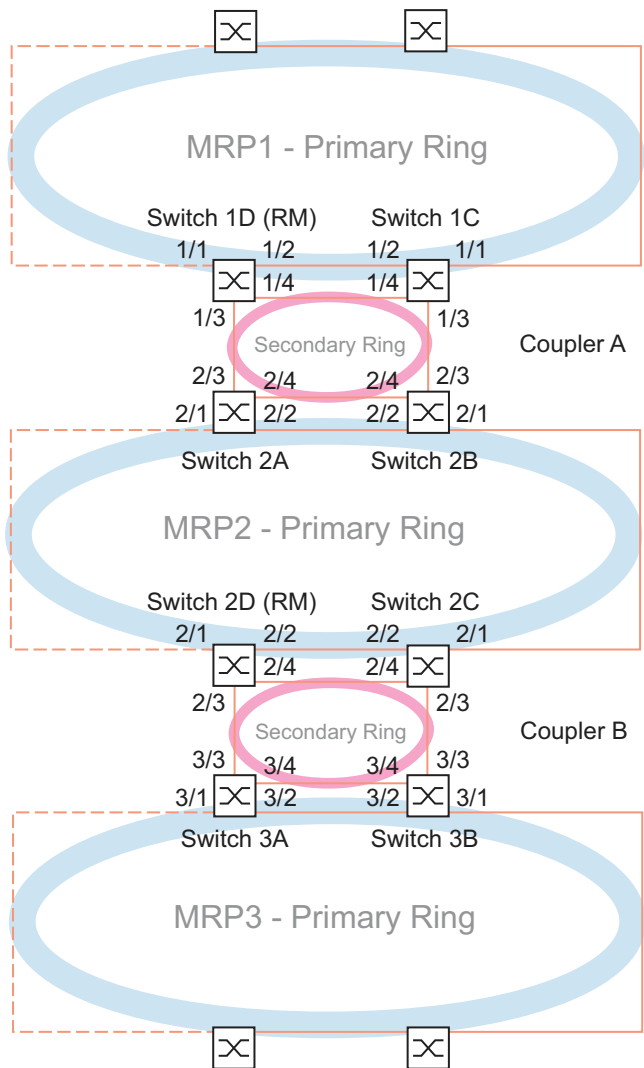 MRP1 - Primary Ring
Switch 1D (RM) Switch 1C
1/1 1/2 1/2 1/1
1/4 1/4
1/3 1/3
Secondary Ring Coupler A
2/3 2/4 2/4 2/3
2/1 2/2 2/2 2/1
Switch 2A Switch 2B
MRP2 - Primary Ring
Switch 2D (RM) Switch 2C
2/1 2/2 2/2 2/1
2/4 2/4
2/3 2/3
Secondary Ring Coupler B
3/3 3/4 3/4 3/3
3/1 3/2 3/2 3/1
Switch 3A Switch 3B
MRP3 - Primary Ring